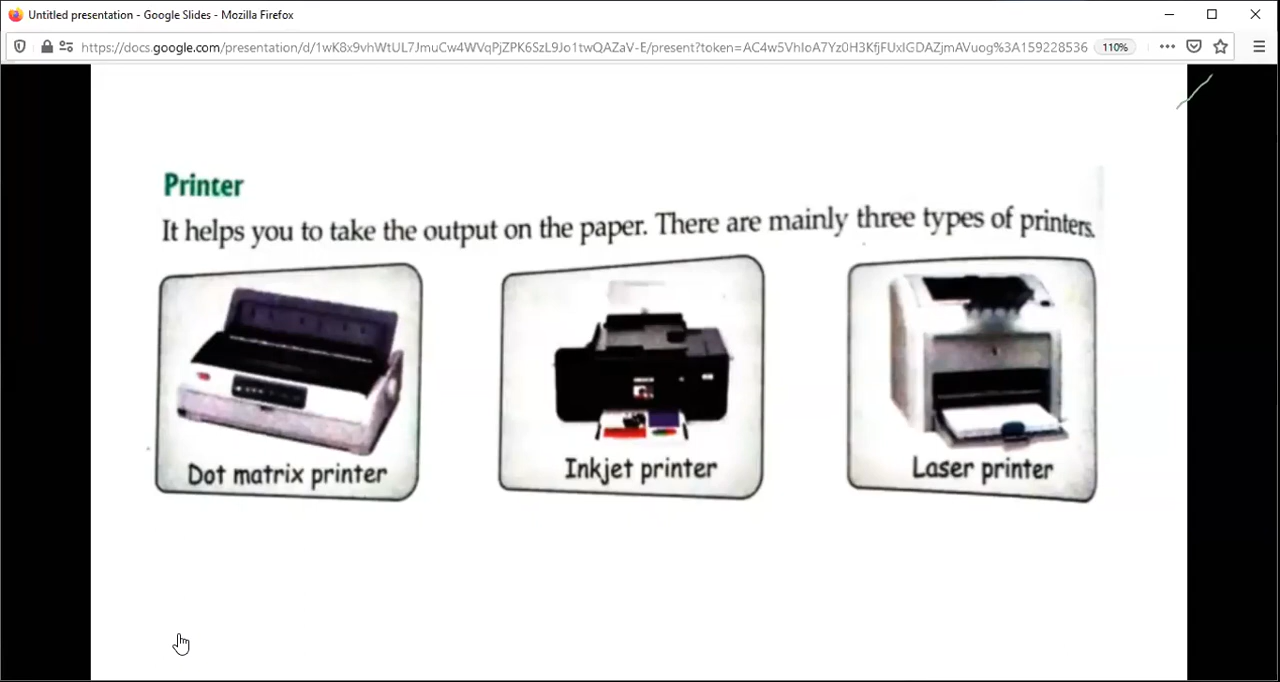 Untitled presentation - Google Slides - Mozilla Firefox
https://docs.google.com/presentation/d/1wK8x9vhWtUL7JmuCw4WVqPjZPK6SzL9Jo1twQAZaV-E/present?token=AC4w5VhIoA7Yz0H3KfjFUxIGDAZjmAVuog%3A159228536
110%
Printer
It helps you to take the output on the paper. There are mainly three types of printers.
Dot matrix printer
Inkjet printer
Laser printer